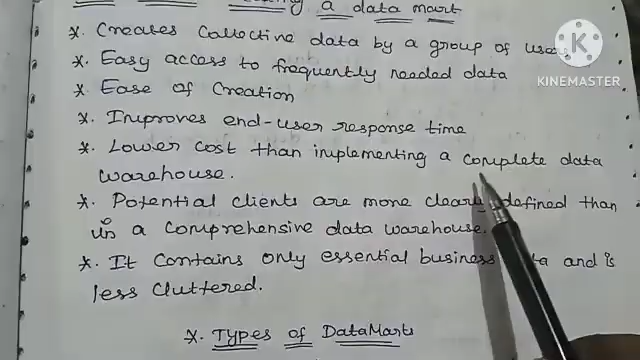 a data mart
*. Creates Collective data by a group of users
*. Easy access to frequently needed data
*. Ease of Creation
*. Improves end-user response time
*. Lower cost than implementing a complete data
warehouse.
*. Potential clients are more clearly defined than
in a comprehensive data warehouse.
*. It contains only essential business data and is
less cluttered.
*. Types of DataMarts
KINEMASTER